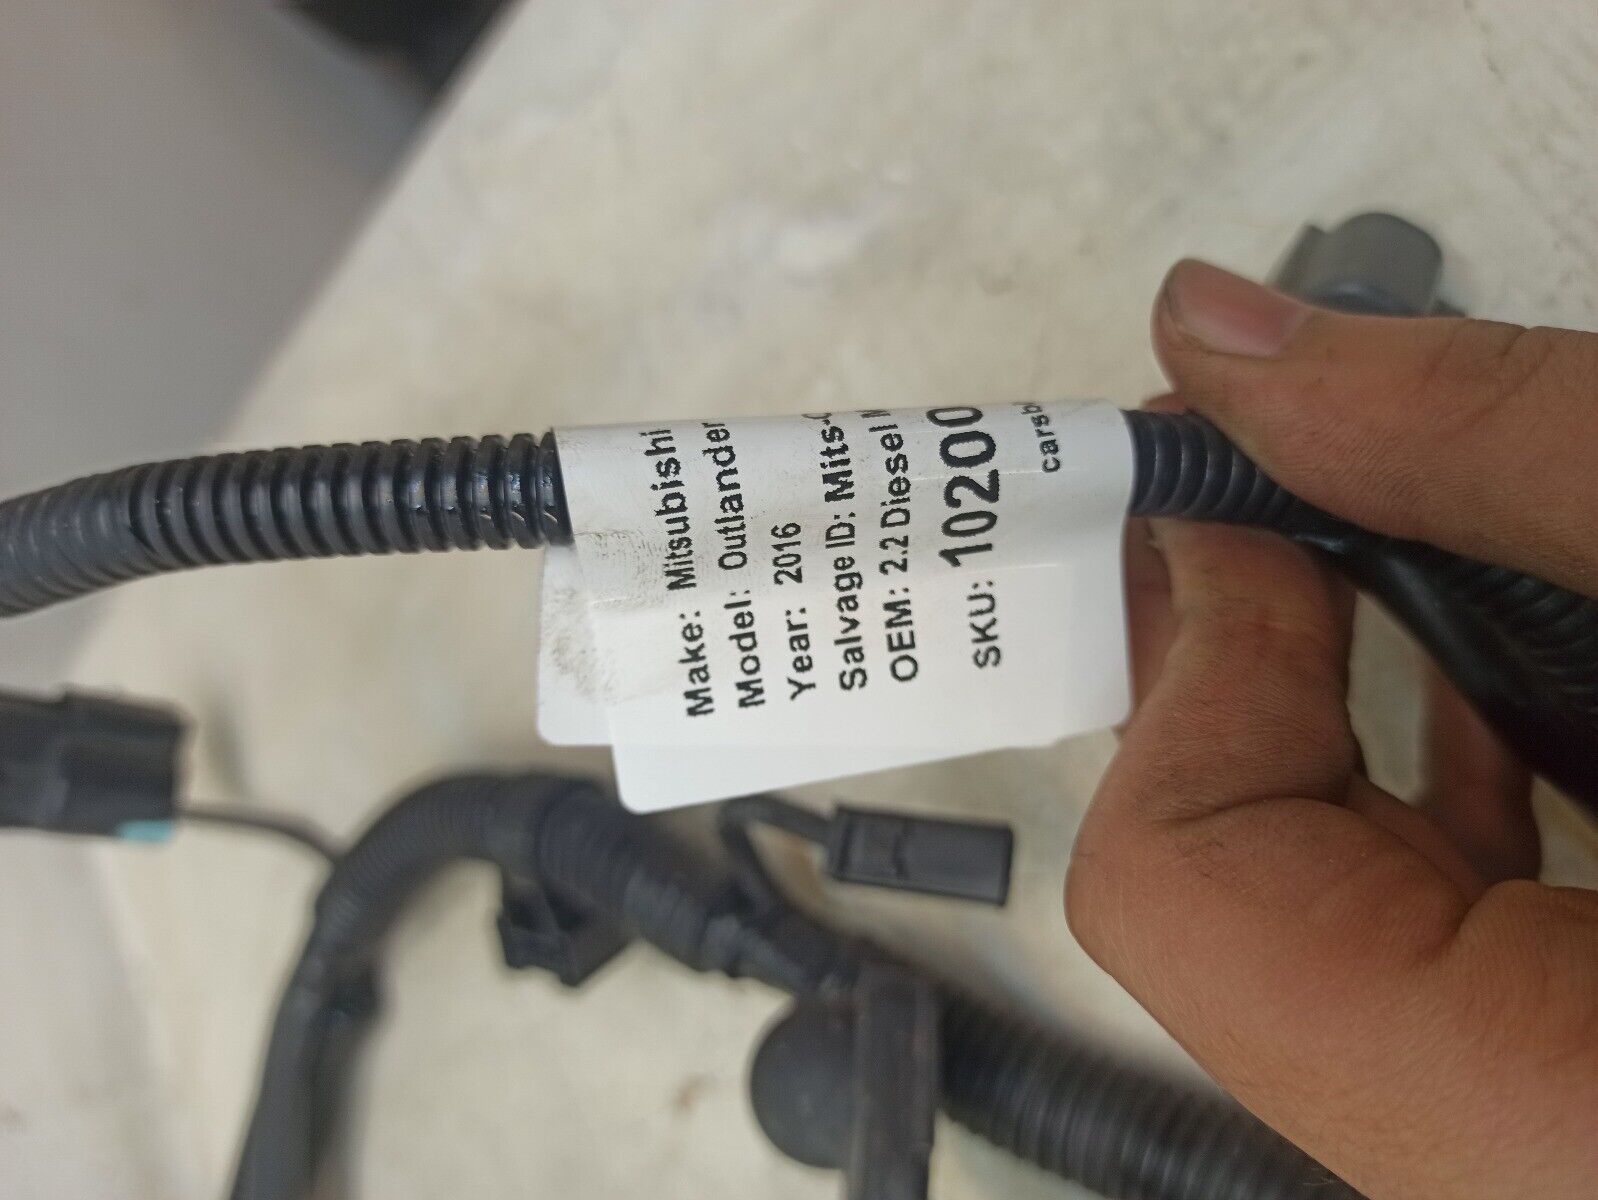 Make: Mitsubishi
Model: Outlander
Year: 2016
Salvage ID: Mits-
OEM: 2.2 Diesel
SKU: 10200